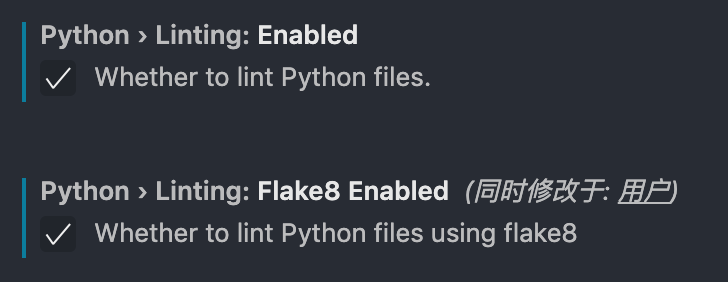 Python › Linting: Enabled
Whether to lint Python files.
Python › Linting: Flake8 Enabled (同时修改于: 用户)
Whether to lint Python files using flake8